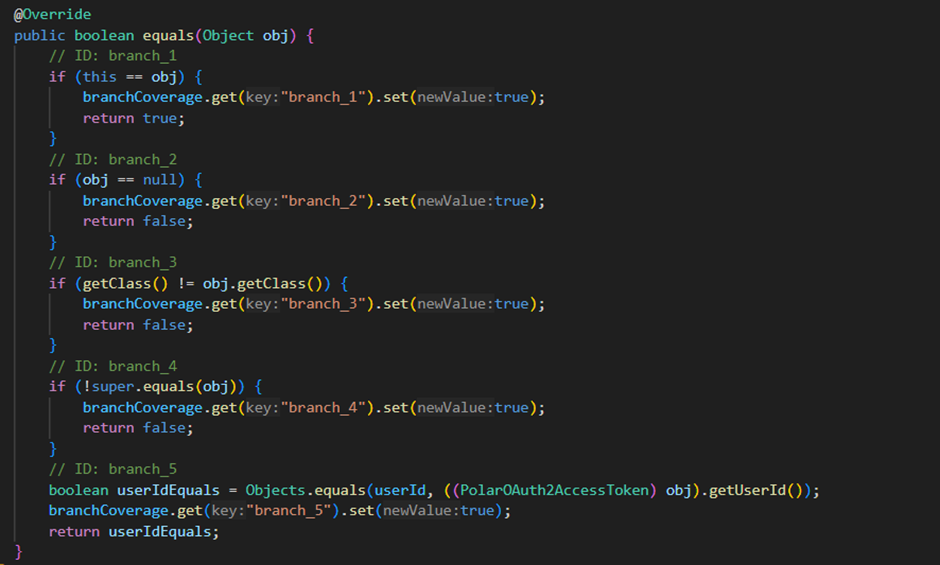 @Override
public boolean equals(Object obj) {
// ID: branch_1
if (this == obj) {
branchCoverage.get(key:"branch_1").set(newValue:true);
return true;
}
// ID: branch_2
if (obj == null) {
branchCoverage.get(key:"branch_2").set(newValue:true);
return false;
}
// ID: branch_3
if (getClass() != obj.getClass()) {
branchCoverage.get(key:"branch_3").set(newValue:true);
return false;
}
// ID: branch_4
if (!super.equals(obj)) {
branchCoverage.get(key:"branch_4").set(newValue:true);
return false;
}
// ID: branch_5
boolean userIdEquals = Objects.equals(userId, ((PolarOAuth2AccessToken) obj).getUserId());
branchCoverage.get(key:"branch_5").set(newValue:true);
return userIdEquals;
}